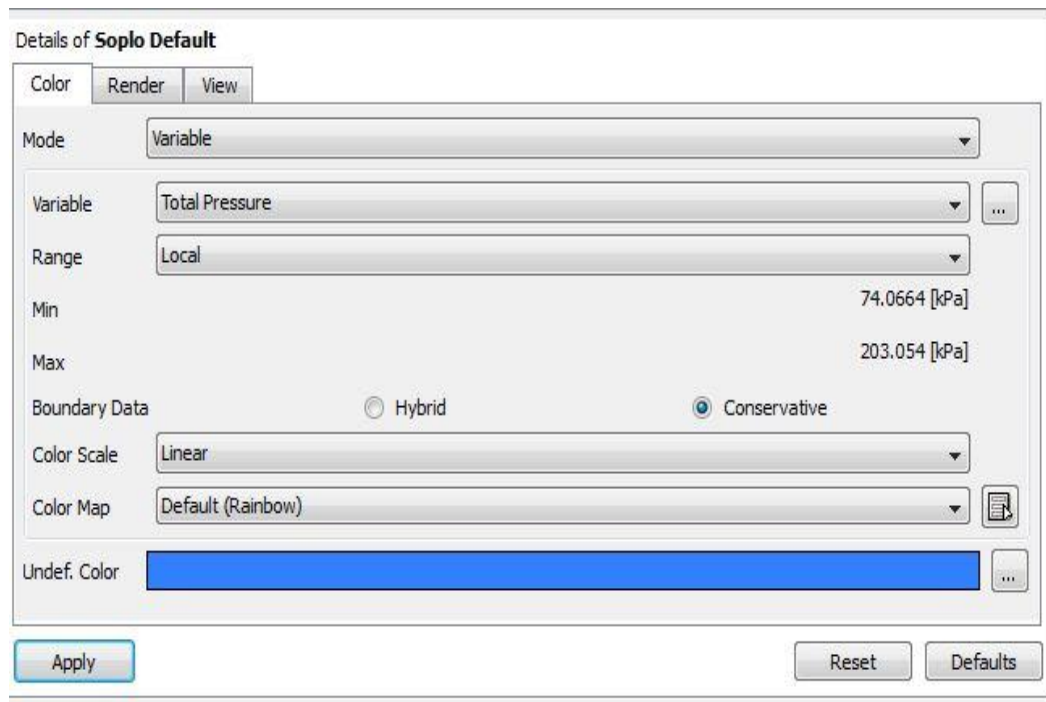 Details of Soplo Default
Color Render View
Mode Variable
Variable Total Pressure ...
Range Local
Min 74.0664 [kPa]
Max 203.054 [kPa]
Boundary Data Hybrid Conservative
Color Scale Linear
Color Map Default (Rainbow)
Undef. Color ...
Apply Reset Defaults